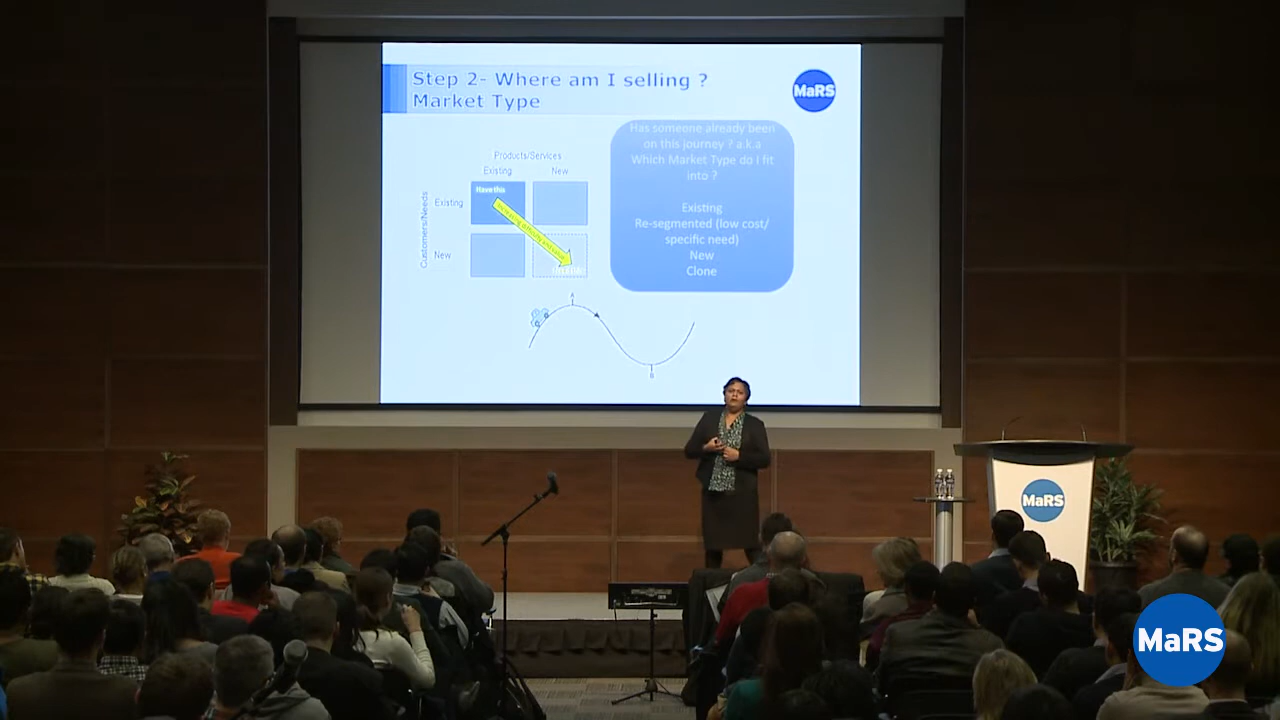 Step 2- Where am I selling ?
Market Type
MaRS
Has someone already been
on this journey ? a.k.a
Which Market Type do I fit
into ?
Existing
Re-segmented (low cost/
specific need)
New
Clone
Products/Services
Existing
New
Customers/Needs
Existing
New
Have this
Increasing difficulty
A
B
MaRS
MaRS